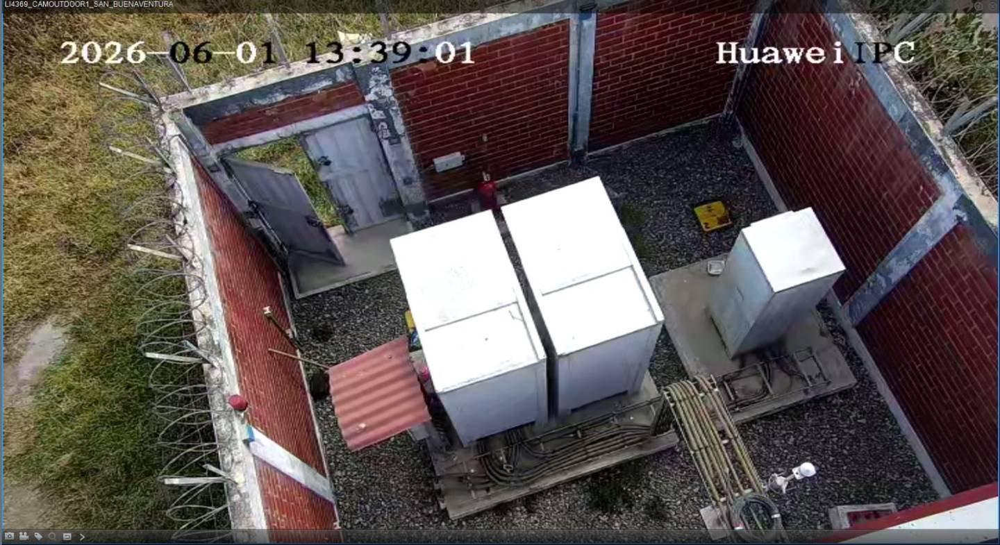 LI4369_CAMOUTDOOR1_SAN_BUENAVENTURA
2026-06-01 13:39:01
Huawei IPC